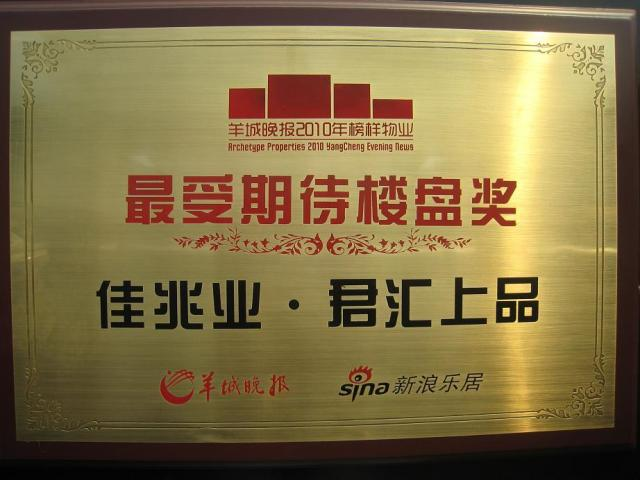 羊城晚报2010年榜样物业
Archetype Properties 2010 YangCheng Evening News
最受期待楼盘奖
佳兆业·君汇上品
羊城晚报 sina新浪乐居